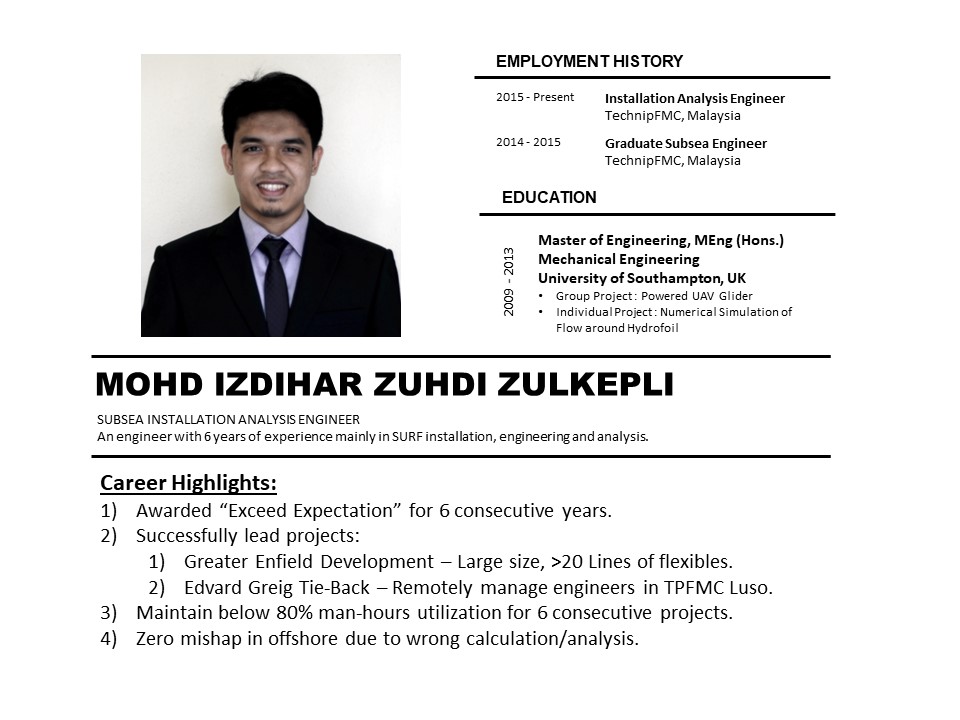 EMPLOYMENT HISTORY
2015 - Present Installation Analysis Engineer
TechnipFMC, Malaysia
2014 - 2015 Graduate Subsea Engineer
TechnipFMC, Malaysia
EDUCATION
2009 - 2013
Master of Engineering, MEng (Hons.)
Mechanical Engineering
University of Southampton, UK
• Group Project : Powered UAV Glider
• Individual Project : Numerical Simulation of
Flow around Hydrofoil
MOHD IZDIHAR ZUHDI ZULKEPLI
SUBSEA INSTALLATION ANALYSIS ENGINEER
An engineer with 6 years of experience mainly in SURF installation, engineering and analysis.
Career Highlights:
1) Awarded “Exceed Expectation” for 6 consecutive years.
2) Successfully lead projects:
1) Greater Enfield Development – Large size, >20 Lines of flexibles.
2) Edvard Greig Tie-Back – Remotely manage engineers in TPFMC Luso.
3) Maintain below 80% man-hours utilization for 6 consecutive projects.
4) Zero mishap in offshore due to wrong calculation/analysis.